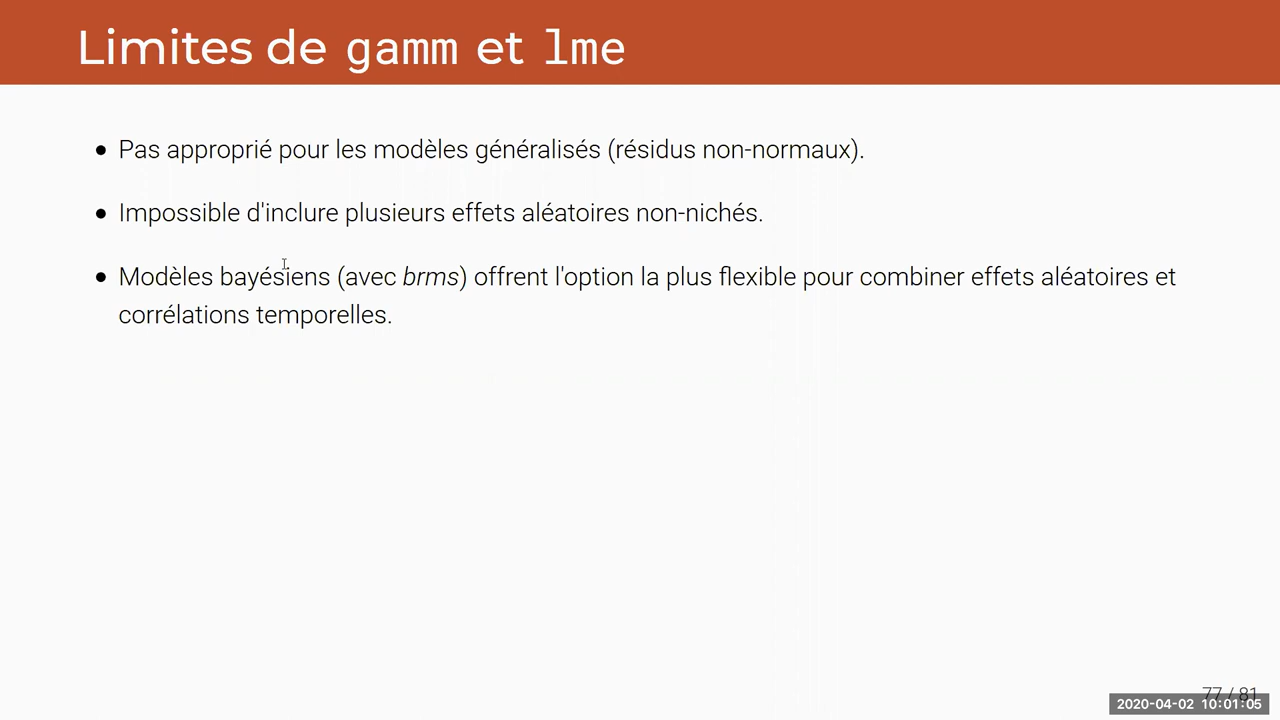 Limites de gamm et lme
• Pas approprié pour les modèles généralisés (résidus non-normaux).
• Impossible d'inclure plusieurs effets aléatoires non-nichés.
• Modèles bayésiens (avec brms) offrent l'option la plus flexible pour combiner effets aléatoires et
corrélations temporelles.
77 / 81
2020-04-02 10:01:05